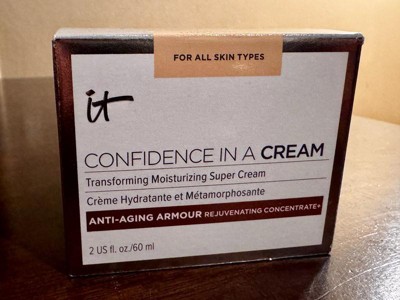 FOR ALL SKIN TYPES
it
CONFIDENCE IN A CREAM
Transforming Moisturizing Super Cream
Crème Hydratante et Métamorphosante
ANTI-AGING ARMOUR REJUVENATING CONCENTRATE+
2 US fl. oz./60 ml